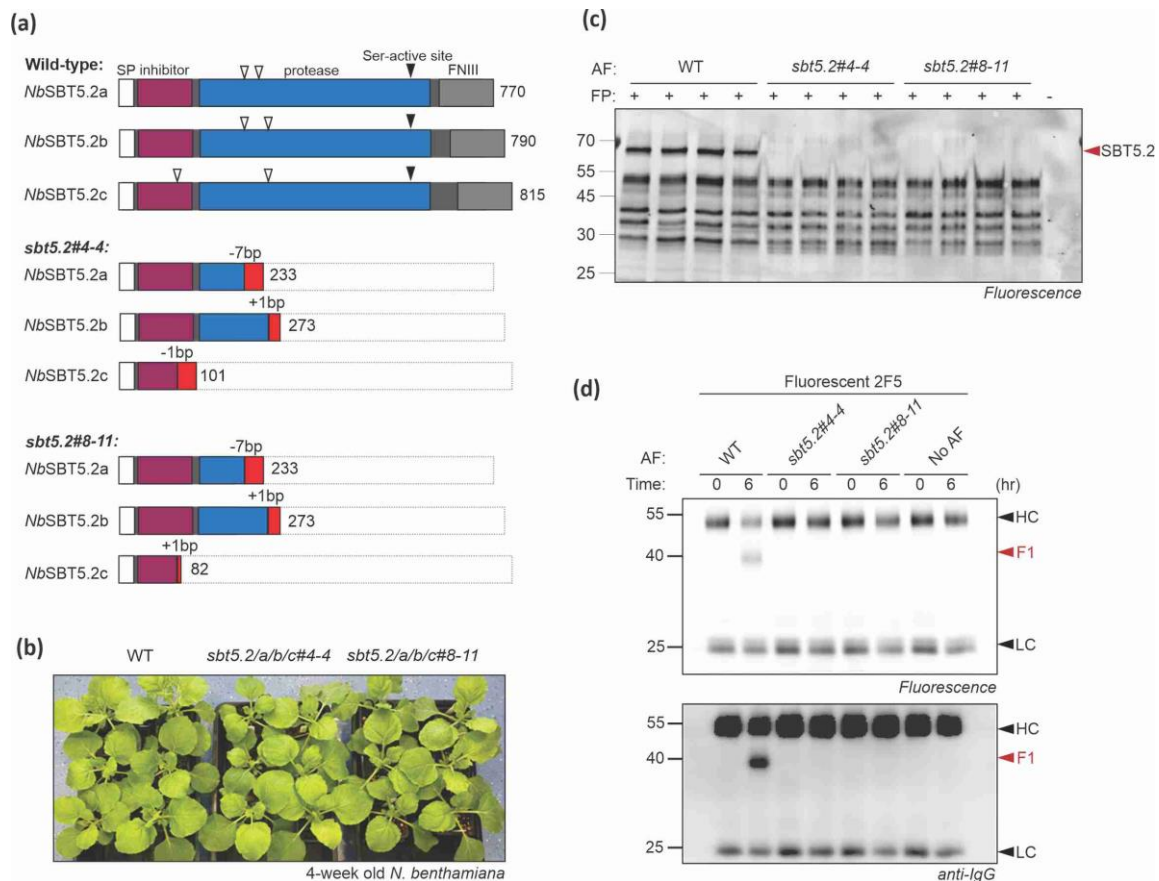 (a)
Wild-type:
Ser-active site
SP inhibitor protease FNIII
NbSBT5.2a 770
NbSBT5.2b 790
NbSBT5.2c 815
sbt5.2#4-4:
-7bp
NbSBT5.2a 233
+1bp
NbSBT5.2b 273
-1bp
NbSBT5.2c 101
sbt5.2#8-11:
-7bp
NbSBT5.2a 233
+1bp
NbSBT5.2b 273
+1bp
NbSBT5.2c 82
(b)
WT sbt5.2/a/b/c#4-4 sbt5.2/a/b/c#8-11
4-week old N. benthamiana
(c)
AF: WT sbt5.2#4-4 sbt5.2#8-11
FP: + + + + + + + + + + + + -
70
SBT5.2
55
45
30
25
Fluorescence
(d)
Fluorescent 2F5
AF: WT sbt5.2#4-4 sbt5.2#8-11 No AF
Time: 0 6 0 6 0 6 0 6 (hr)
55 HC
40 F1
25 LC
Fluorescence
55 HC
40 F1
25 LC
anti-IgG